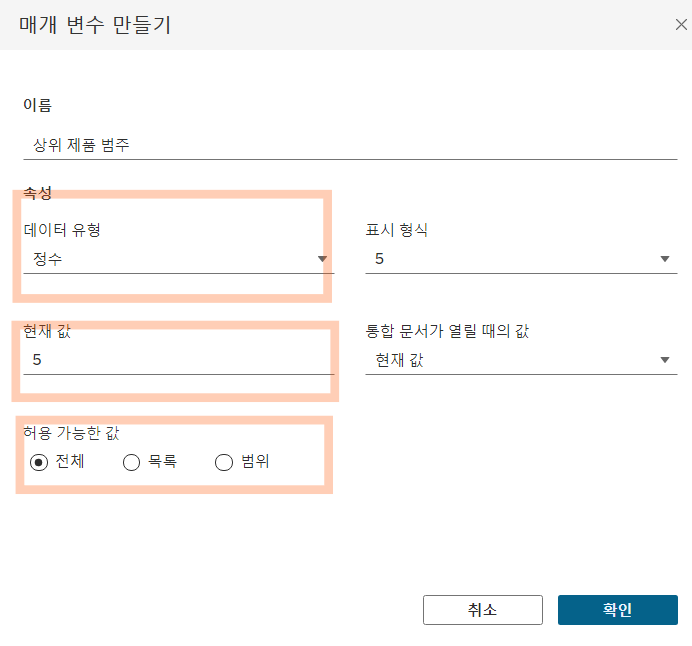 매개 변수 만들기
이름
상위 제품 범주
속성
데이터 유형
표시 형식
정수
5
현재 값
통합 문서가 열릴 때의 값
5
현재 값
허용 가능한 값
전체 목록 범위
취소 확인